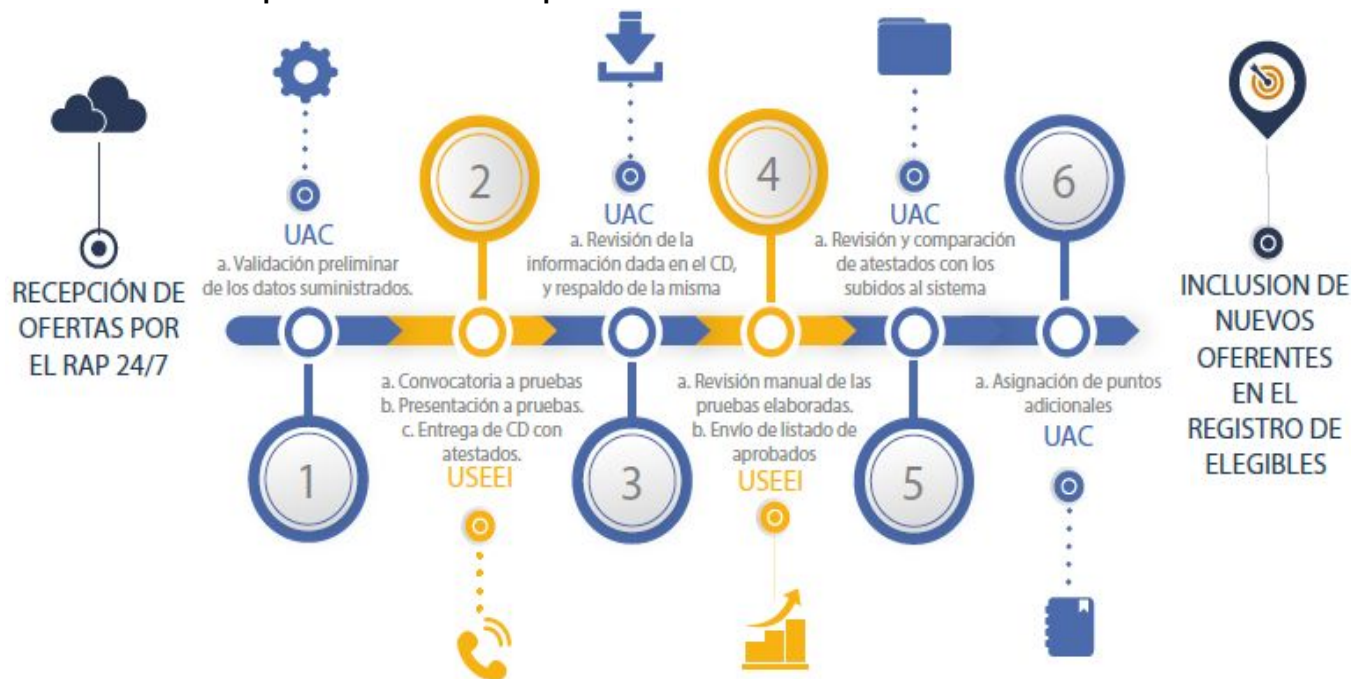 RECEPCIÓN DE
OFERTAS POR
EL RAP 24/7
UAC
a. Validación preliminar
de los datos suministrados.
1
2
a. Convocatoria a pruebas
b. Presentación a pruebas.
c. Entrega de CD con
atestados.
USEEI
UAC
a. Revisión de la
información dada en el CD,
y respaldo de la misma
3
4
a. Revisión manual de las
pruebas elaboradas.
b. Envío de listado de
aprobados
USEEI
UAC
a. Revisión y comparación
de atestados con los
subidos al sistema
5
6
a. Asignación de puntos
adicionales
UAC
INCLUSION DE
NUEVOS
OFERENTES
EN EL
REGISTRO DE
ELEGIBLES